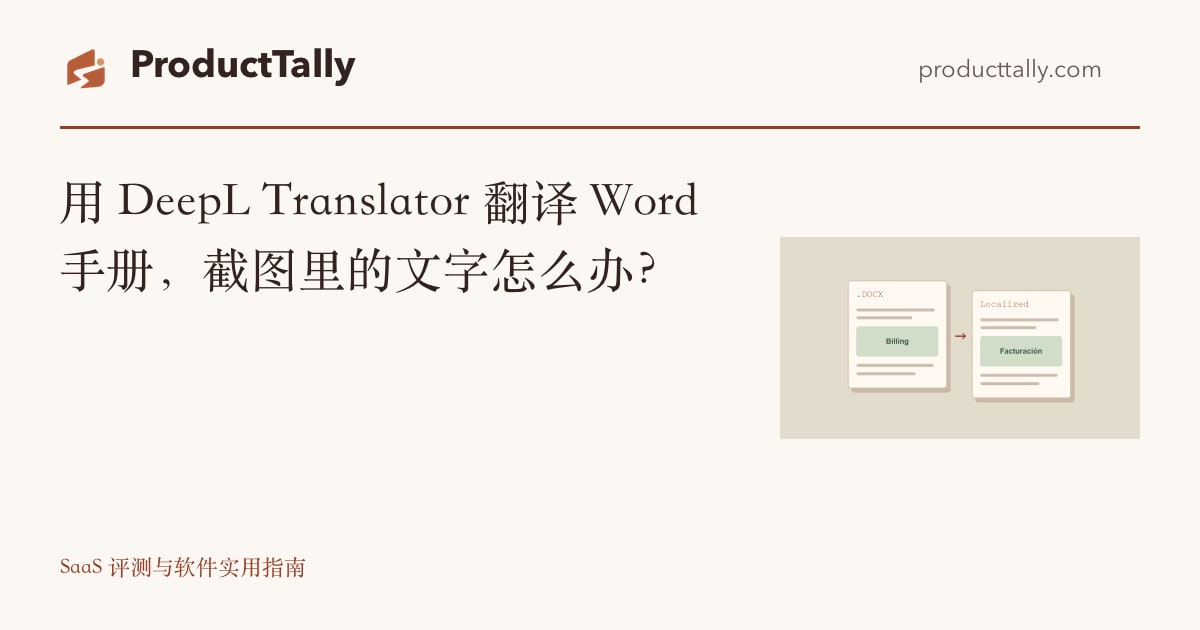 ProductTally
producttally.com
用 DeepL Translator 翻译 Word
手册，截图里的文字怎么办?
.DOCX
Billing
→
Localized
Facturación
SaaS 评测与软件实用指南